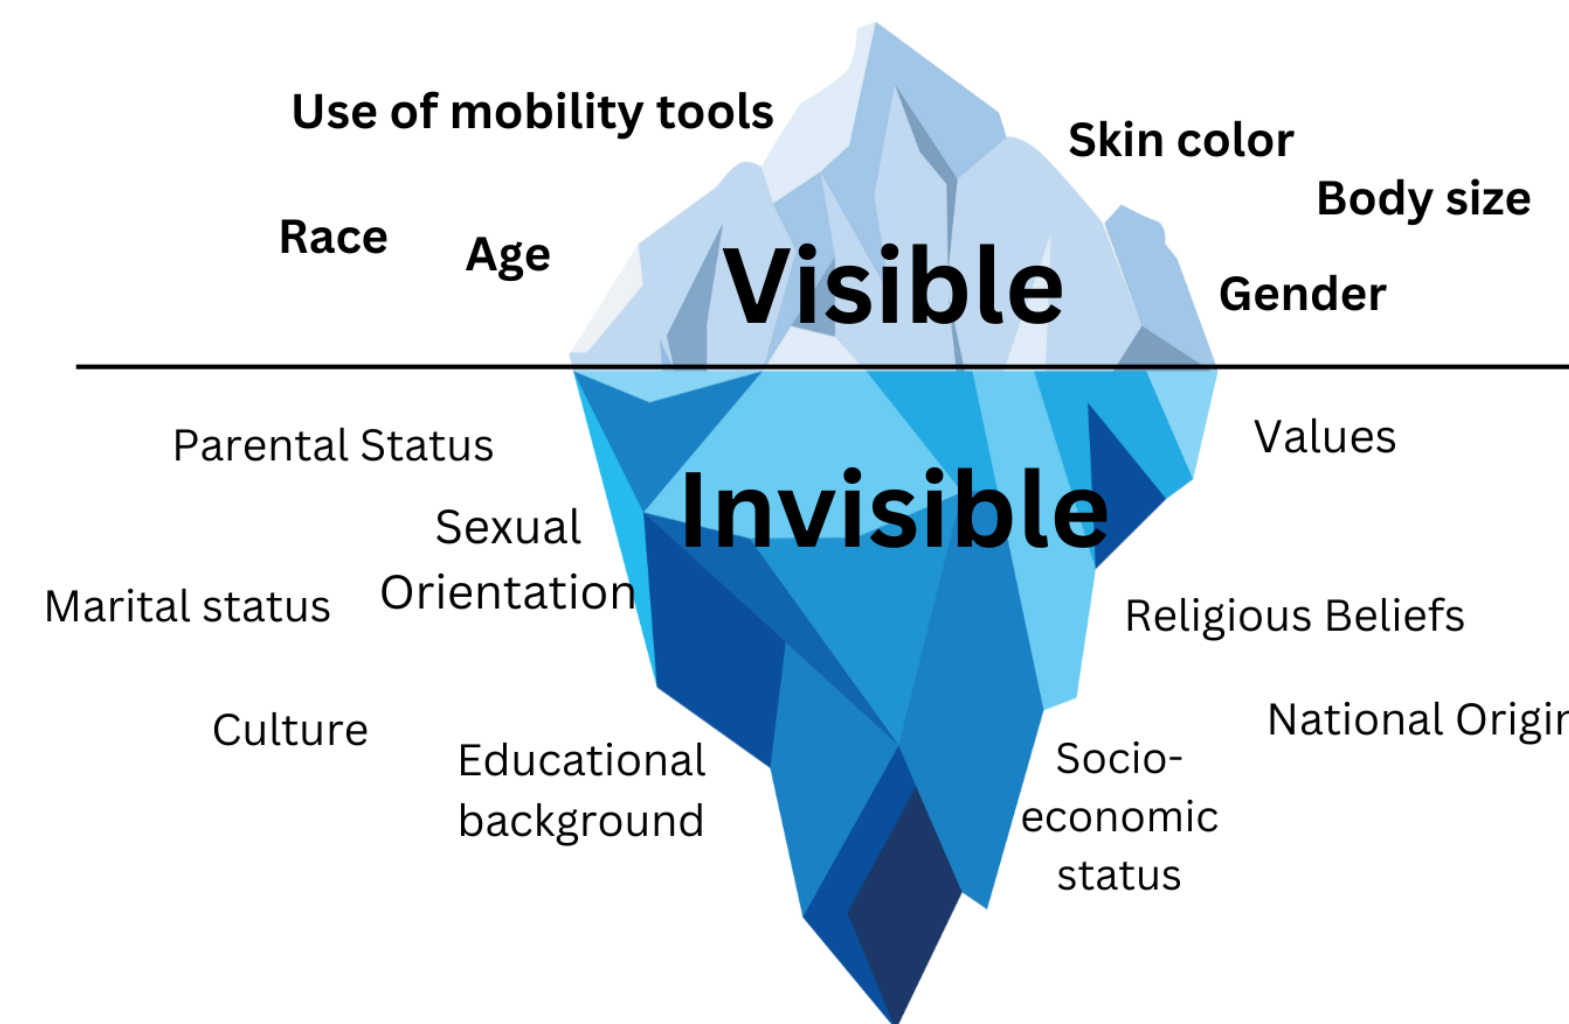 Use of mobility tools
Skin color
Body size
Race
Age
Visible
Gender
Parental Status
Values
Invisible
Sexual
Orientation
Marital status
Religious Beliefs
Culture
National Origin
Educational
background
Socio-
economic
status